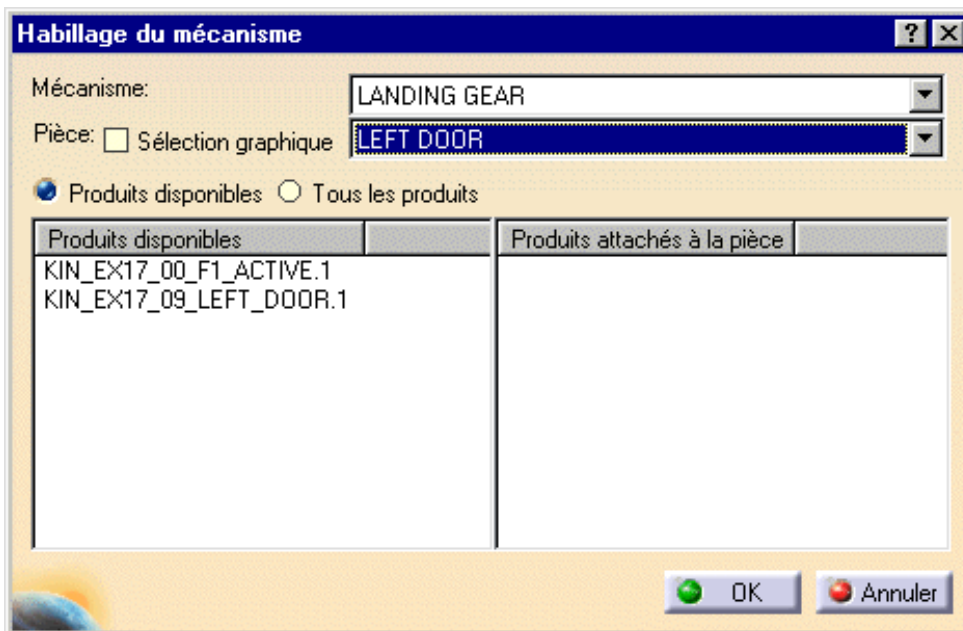 Habillage du mécanisme ? X
Mécanisme: LANDING GEAR
Pièce: Sélection graphique LEFT DOOR
Produits disponibles Tous les produits
Produits disponibles Produits attachés à la pièce
KIN_EX17_00_F1_ACTIVE.1
KIN_EX17_09_LEFT_DOOR.1
OK Annuler